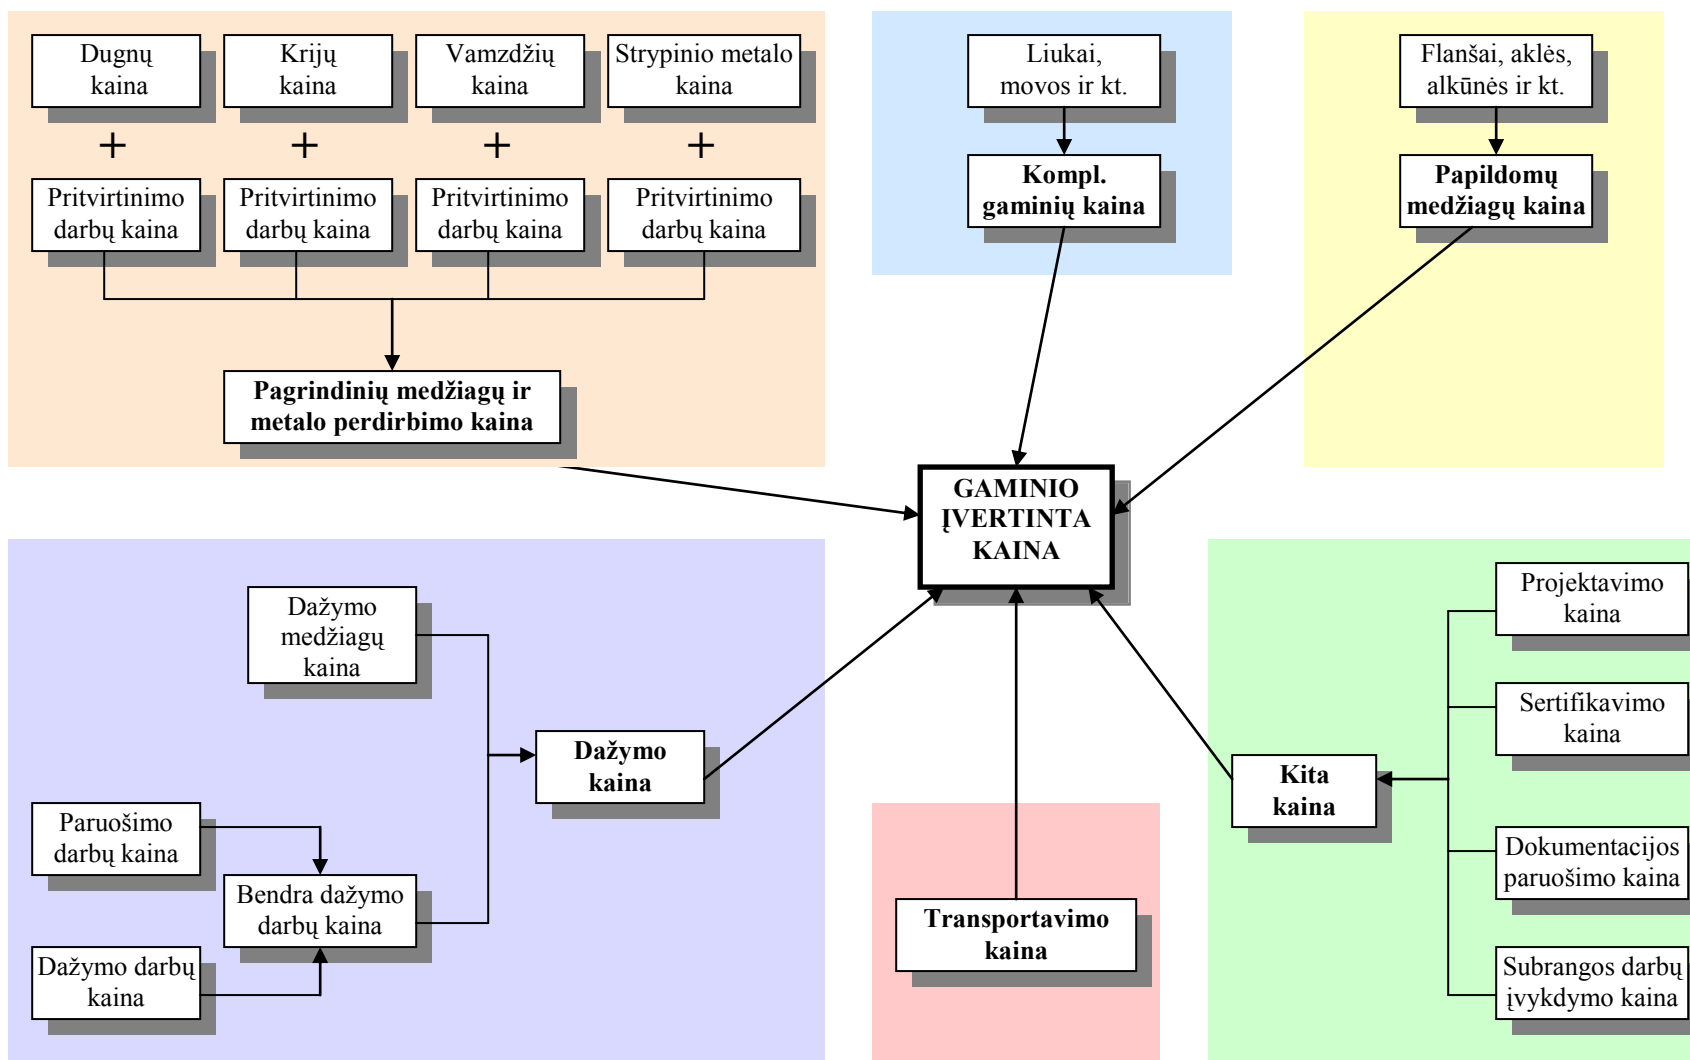 Dugnų
kaina
Krijų
kaina
Vamzdžių
kaina
Strypinio metalo
kaina
+
+
+
+
Pritvirtinimo
darbų kaina
Pritvirtinimo
darbų kaina
Pritvirtinimo
darbų kaina
Pritvirtinimo
darbų kaina
Pagrindinių medžiagų ir
metalo perdirbimo kaina
Liukai,
movos ir kt.
Kompl.
gaminių kaina
Flanšai, aklės,
alkūnės ir kt.
Papildomų
medžiagų kaina
GAMINIO
ĮVERTINTA
KAINA
Dažymo
medžiagų
kaina
Dažymo
kaina
Paruošimo
darbų kaina
Bendra dažymo
darbų kaina
Dažymo darbų
kaina
Transportavimo
kaina
Kita
kaina
Projektavimo
kaina
Sertifikavimo
kaina
Dokumentacijos
paruošimo kaina
Subrangos darbų
įvykdymo kaina